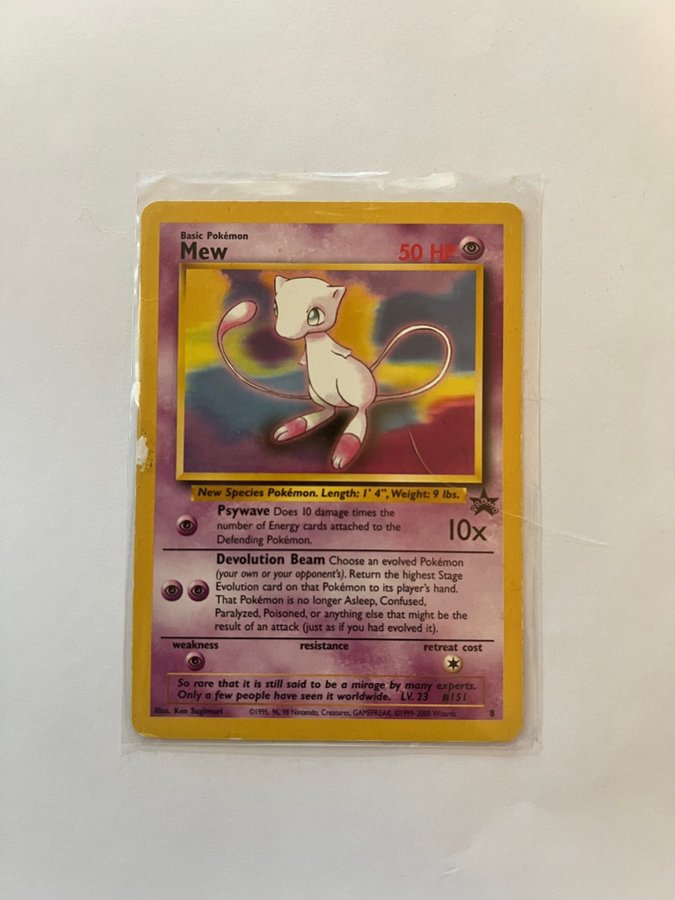 Basic Pokémon
Mew
50 HP
New Species Pokémon. Length: 1' 4", Weight: 9 lbs.
PROMO
Psywave Does 10 damage times the
number of Energy cards attached to the
Defending Pokémon.
10x
Devolution Beam Choose an evolved Pokémon
(your own or your opponent's). Return the highest Stage
Evolution card on that Pokémon to its player's hand.
That Pokémon is no longer Asleep, Confused,
Paralyzed, Poisoned, or anything else that might be the
result of an attack (just as if you had evolved it).
weakness
resistance
retreat cost
So rare that it is still said to be a mirage by many experts.
Only a few people have seen it worldwide. LV. 23 #151
Illus. Ken Sugimori
©1995, 96, 98 Nintendo, Creatures, GAMEFREAK. ©1999-2000 Wizards.
8